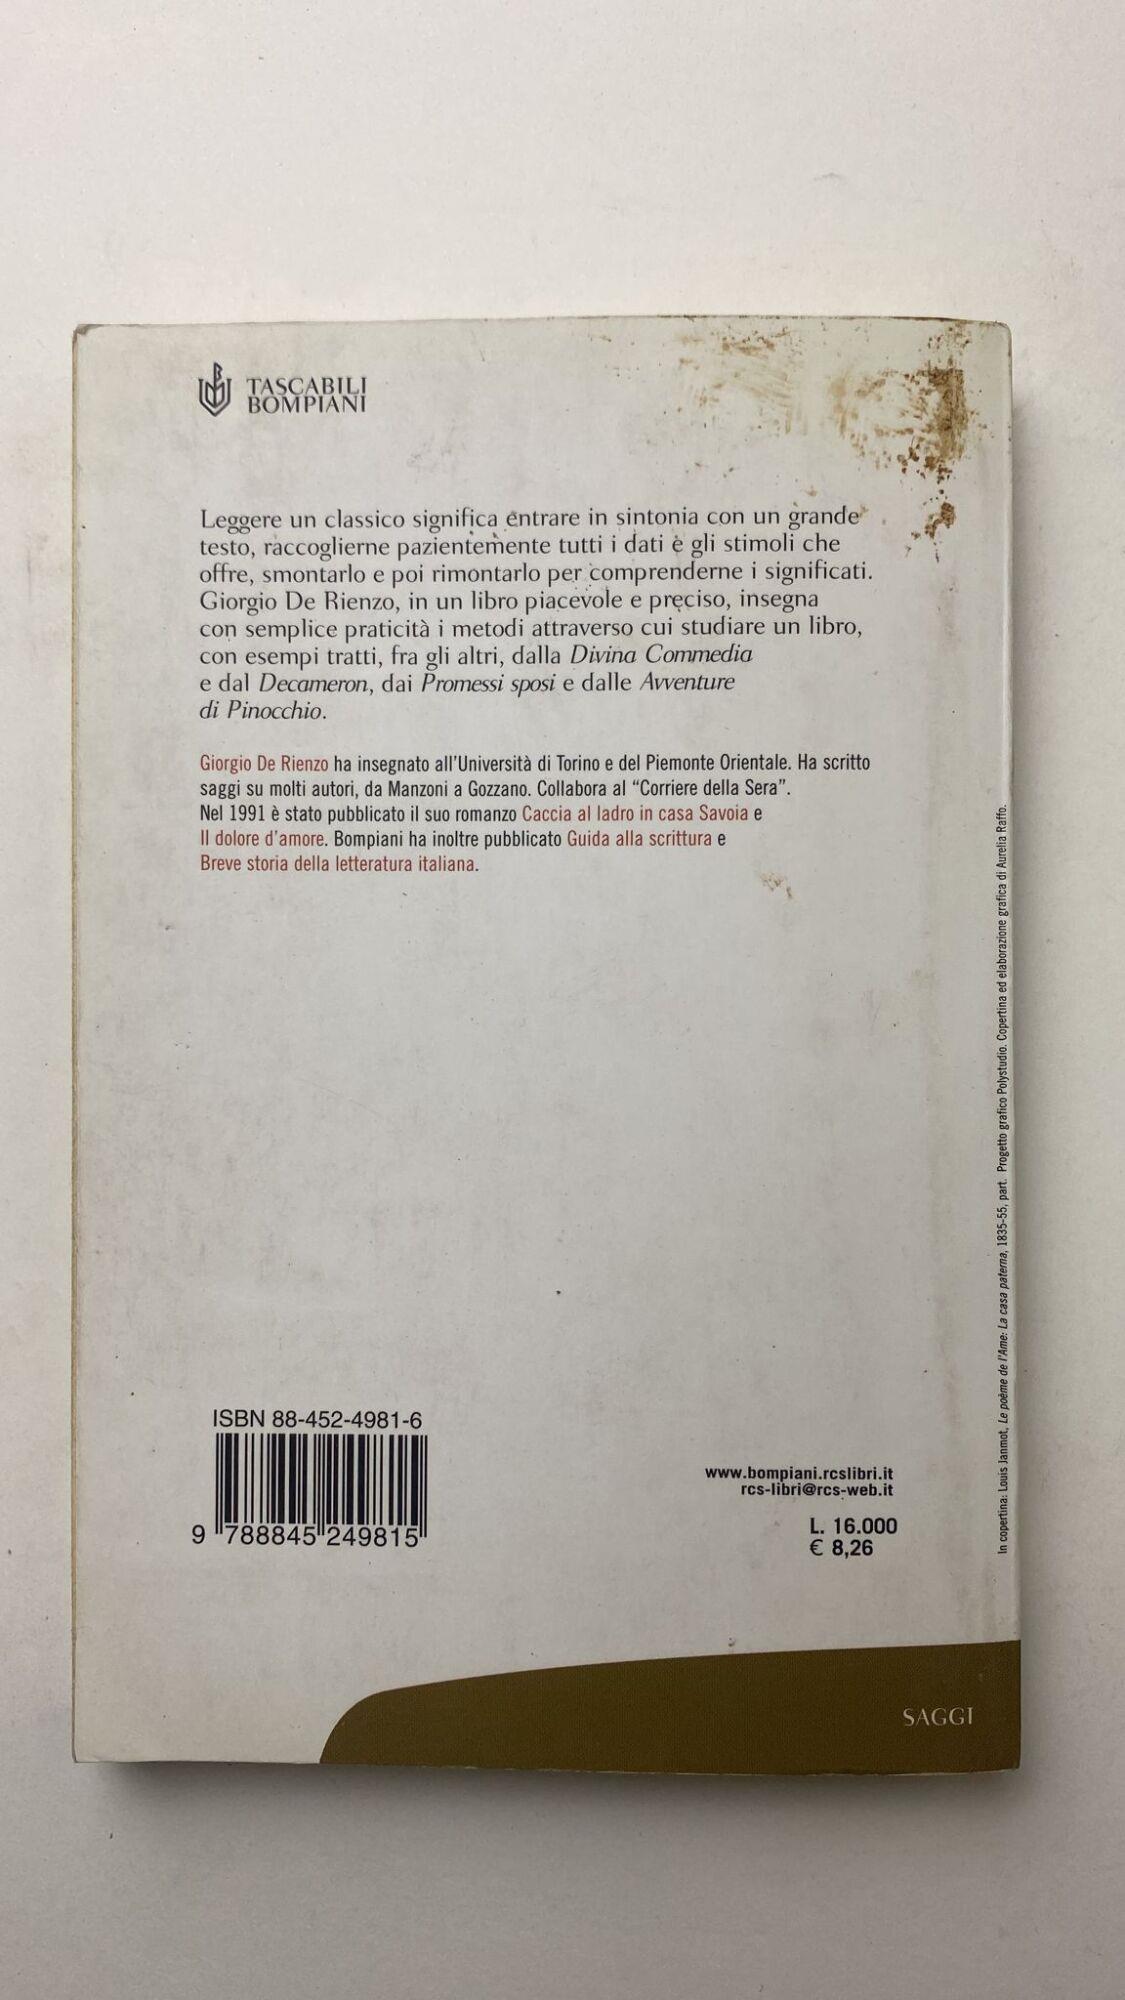 TASCABILI
BOMPIANI
Leggere un classico significa entrare in sintonia con un grande
testo, raccoglierne pazientemente tutti i dati e gli stimoli che
offre, smontarlo e poi rimontarlo per comprenderne i significati.
Giorgio De Rienzo, in un libro piacevole e preciso, insegna
con semplice praticità i metodi attraverso cui studiare un libro,
con esempi tratti, fra gli altri, dalla Divina Commedia
e dal Decameron, dai Promessi sposi e dalle Avventure
di Pinocchio.
Giorgio De Rienzo ha insegnato all'Università di Torino e del Piemonte Orientale. Ha scritto
saggi su molti autori, da Manzoni a Gozzano. Collabora al “Corriere della Sera”.
Nel 1991 è stato pubblicato il suo romanzo Caccia al ladro in casa Savoia e
Il dolore d'amore. Bompiani ha inoltre pubblicato Guida alla scrittura e
Breve storia della letteratura italiana.
In copertina: Louis Janmot, Le poème de l'Ame: La casa paterna, 1835-55, part. Progetto grafico Polystudio. Copertina ed elaborazione grafica di Aurelia Raffo.
ISBN 88-452-4981-6
9 788845 249815
www.bompiani.rcslibri.it
rcs-libri@rcs-web.it
L. 16.000
€ 8,26
SAGGI